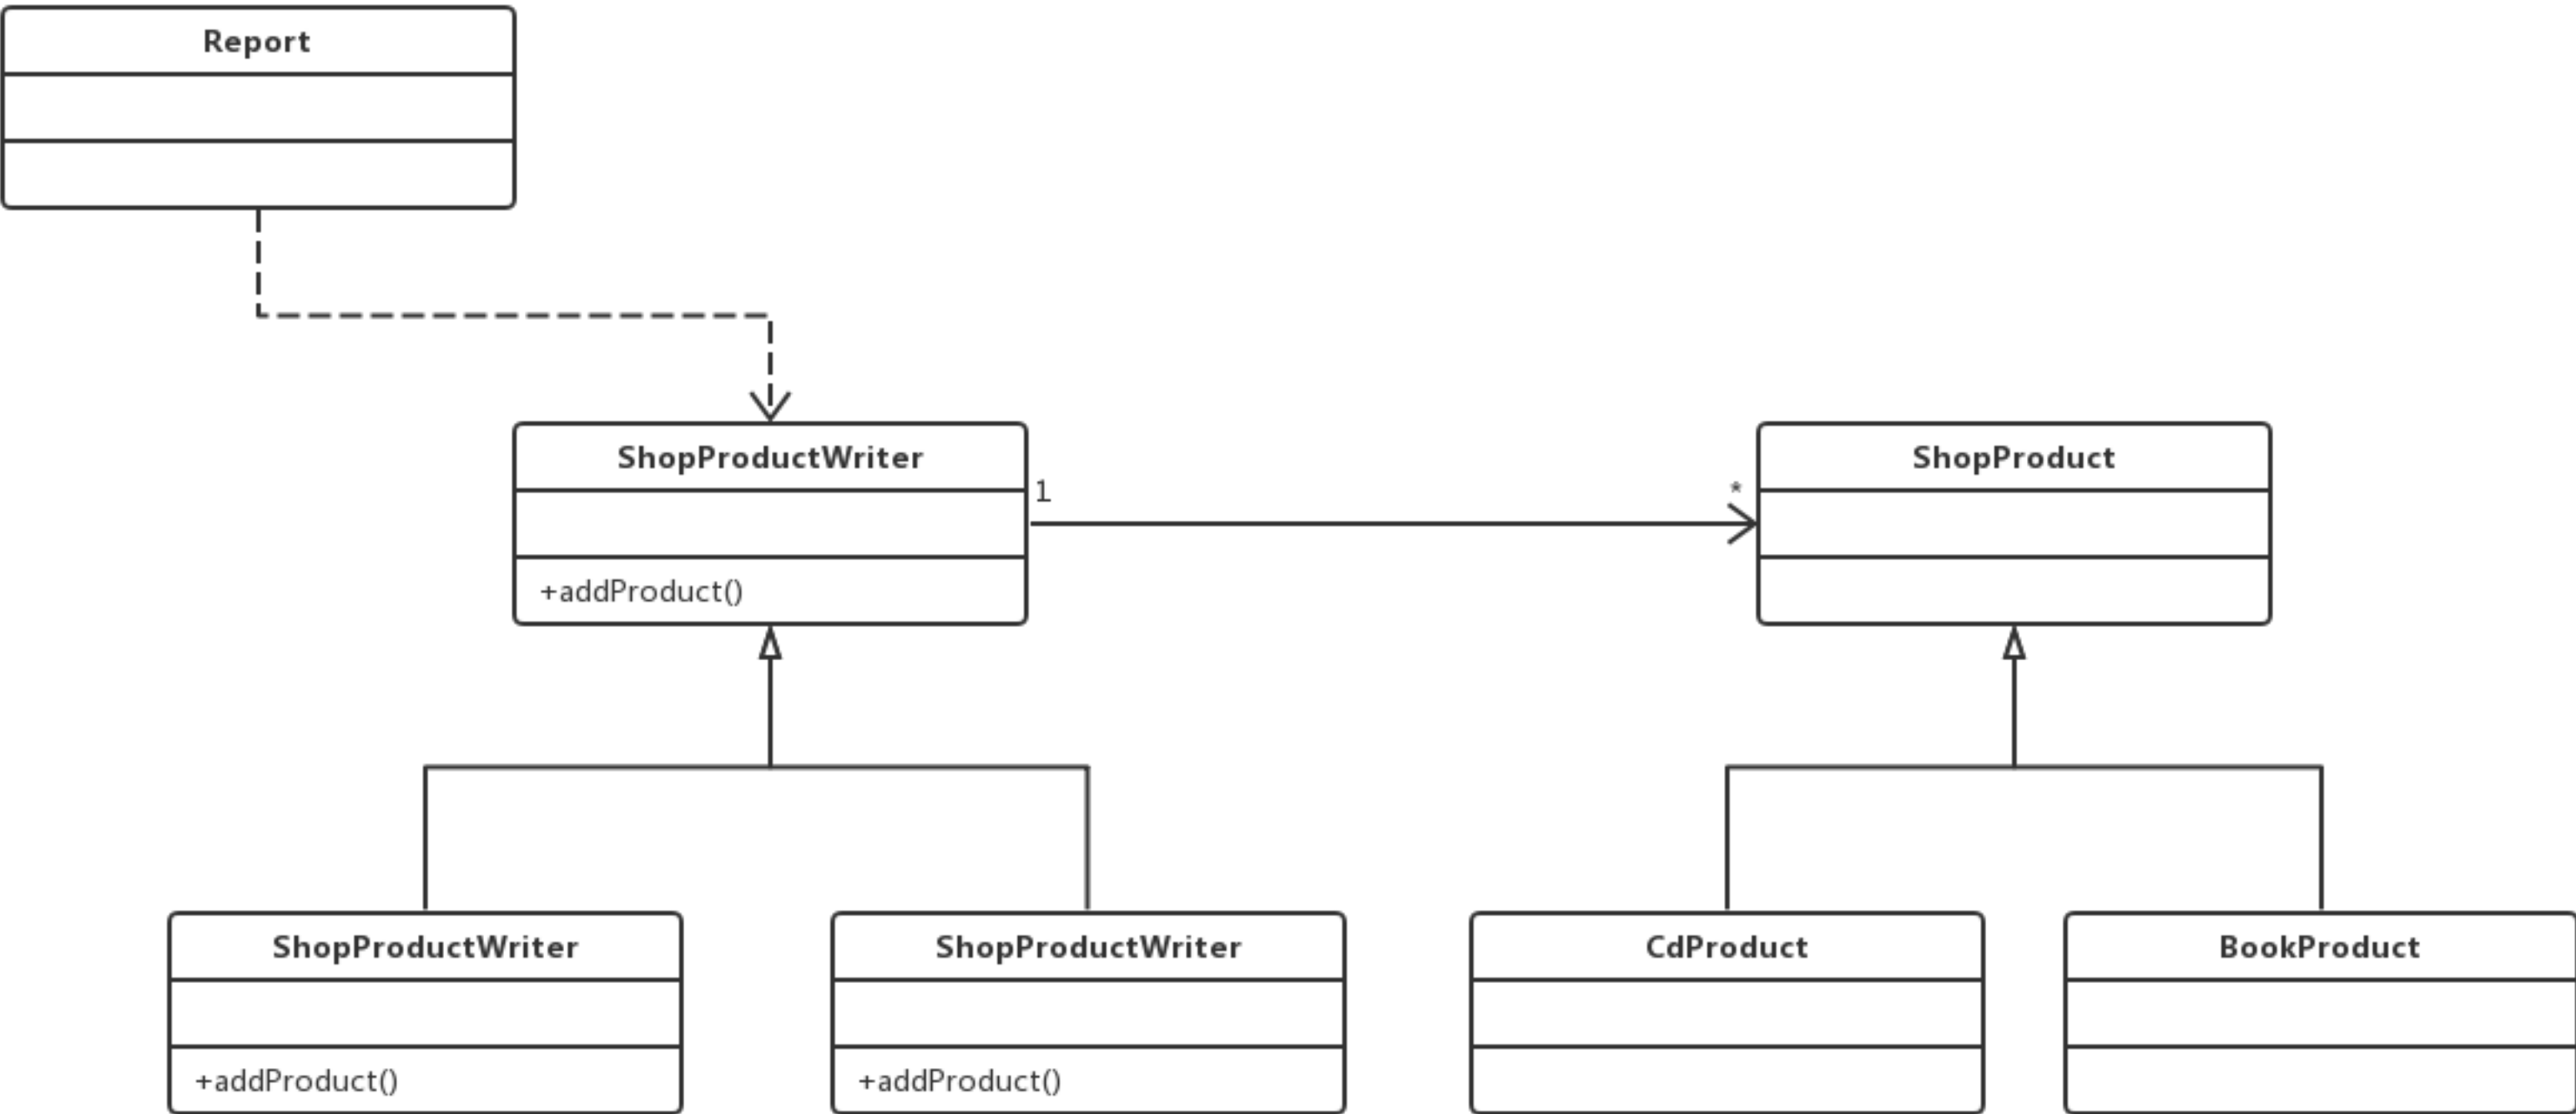 Report
ShopProductWriter
ShopProduct
1
*
+addProduct()
ShopProductWriter
ShopProductWriter
CdProduct
BookProduct
+addProduct()
+addProduct()